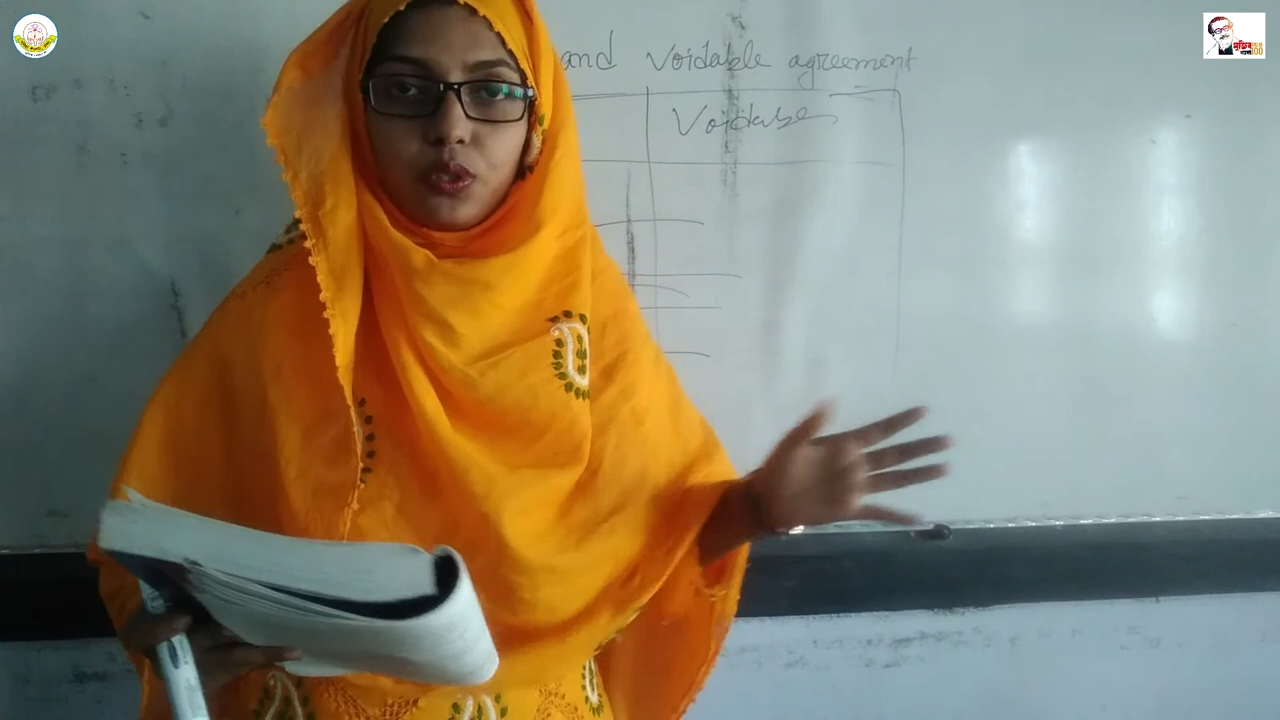 and voidable agreement
Voidable
মুজিব